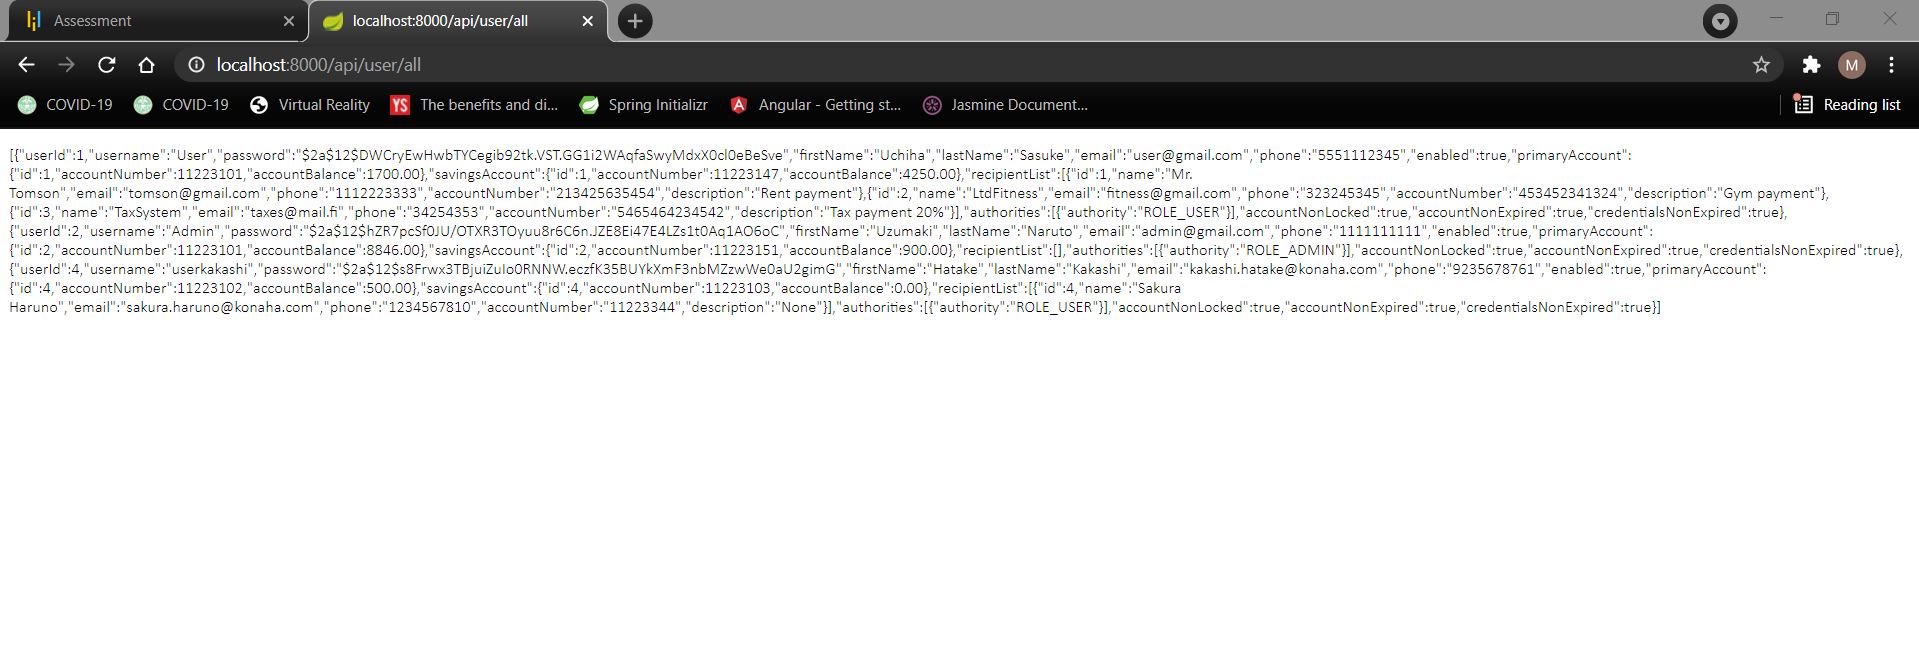 Assessment
localhost:8000/api/user/all
localhost:8000/api/user/all
M
COVID-19
COVID-19
Virtual Reality
YS
The benefits and di...
Spring Initializr
Angular - Getting st...
Jasmine Document...
Reading list
[{"userId":1,"username":"User","password":"$2a$12$DWCryEwHwbTYCegib92tk.VST.GG1i2WAqfaSwyMdxX0cl0eBeSve","firstName":"Uchiha","lastName":"Sasuke","email":"user@gmail.com","phone":"5551112345","enabled":true,"primaryAccount":
{"id":1,"accountNumber":11223101,"accountBalance":1700.00},"savingsAccount":{"id":1,"accountNumber":11223147,"accountBalance":4250.00},"recipientList":[{"id":1,"name":"Mr.
Tomson","email":"tomson@gmail.com","phone":"1112223333","accountNumber":"213425635454","description":"Rent payment"},{"id":2,"name":"LtdFitness","email":"fitness@gmail.com","phone":"323245345","accountNumber":"453452341324","description":"Gym payment"},
{"id":3,"name":"TaxSystem","email":"taxes@mail.fi","phone":"34254353","accountNumber":"5465464234542","description":"Tax payment 20%"}],"authorities":[{"authority":"ROLE_USER"}],"accountNonLocked":true,"accountNonExpired":true,"credentialsNonExpired":true},
{"userId":2,"username":"Admin","password":"$2a$12$hZR7pcSf0JU/OTXR3TOyuu8r6C6n.JZE8Ei47E4LZs1t0Aq1AO6oC","firstName":"Uzumaki","lastName":"Naruto","email":"admin@gmail.com","phone":"1111111111","enabled":true,"primaryAccount":
{"id":2,"accountNumber":11223101,"accountBalance":8846.00},"savingsAccount":{"id":2,"accountNumber":11223151,"accountBalance":900.00},"recipientList":[],"authorities":[{"authority":"ROLE_ADMIN"}],"accountNonLocked":true,"accountNonExpired":true,"credentialsNonExpired":true},
{"userId":4,"username":"userkakashi","password":"$2a$12$s8Frwx3TBjuiZuIo0RNNW.eczfK35BUYkXmF3nbMZzwWe0aU2gimG","firstName":"Hatake","lastName":"Kakashi","email":"kakashi.hatake@konaha.com","phone":"9235678761","enabled":true,"primaryAccount":
{"id":4,"accountNumber":11223102,"accountBalance":500.00},"savingsAccount":{"id":4,"accountNumber":11223103,"accountBalance":0.00},"recipientList":[{"id":4,"name":"Sakura
Haruno","email":"sakura.haruno@konaha.com","phone":"1234567810","accountNumber":"11223344","description":"None"}],"authorities":[{"authority":"ROLE_USER"}],"accountNonLocked":true,"accountNonExpired":true,"credentialsNonExpired":true}]